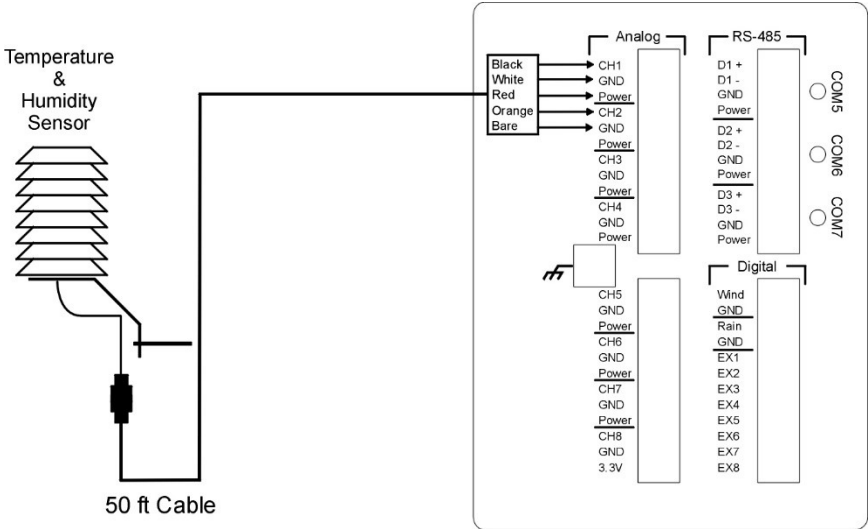 Temperature
&
Humidity
Sensor
50 ft Cable
Black
White
Red
Orange
Bare
Analog
CH1
GND
Power
CH2
GND
Power
CH3
GND
Power
CH4
GND
Power
CH5
GND
Power
CH6
GND
Power
CH7
GND
Power
CH8
GND
3.3V
RS-485
D1 +
D1 -
GND
Power
D2 +
D2 -
GND
Power
D3 +
D3 -
GND
Power
COM5
COM6
COM7
Digital
Wind
GND
Rain
GND
EX1
EX2
EX3
EX4
EX5
EX6
EX7
EX8